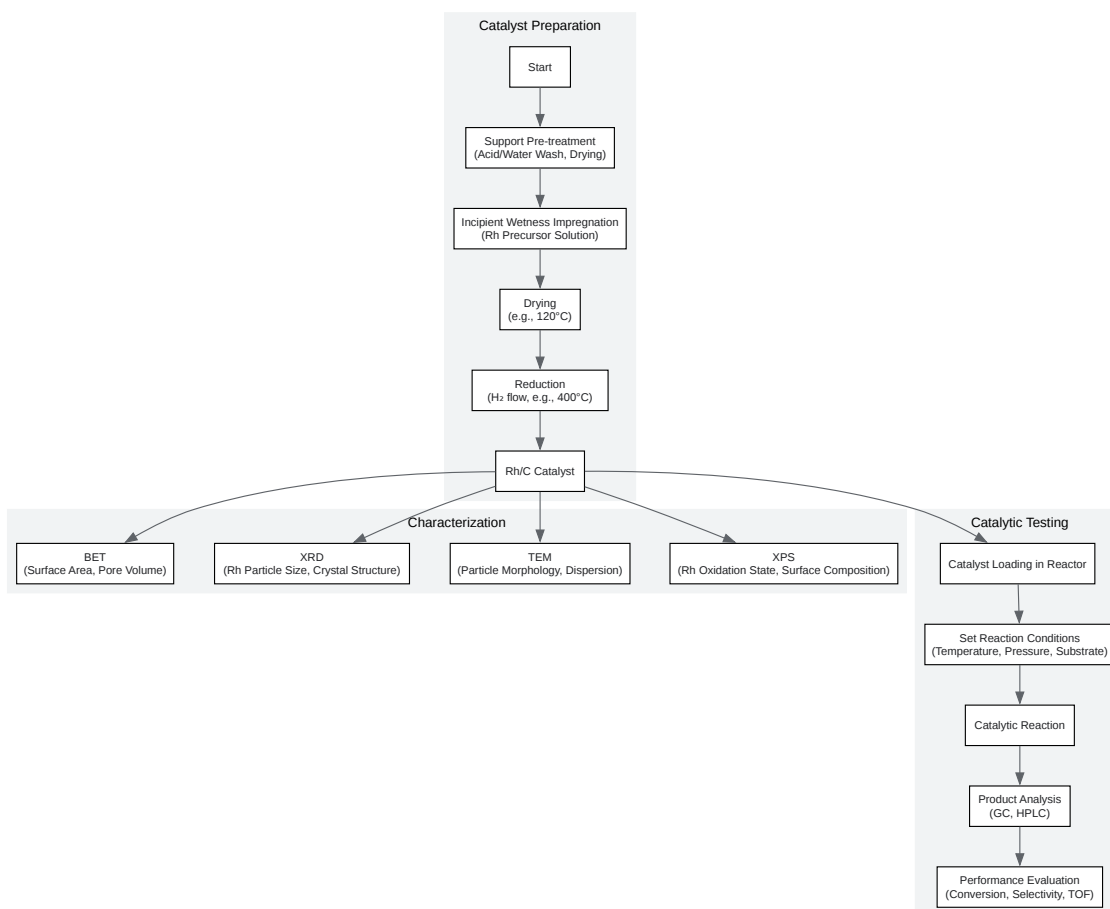 Catalyst Preparation
Start
Support Pre-treatment
(Acid/Water Wash, Drying)
Incipient Wetness Impregnation
(Rh Precursor Solution)
Drying
(e.g., 120°C)
Reduction
(H₂ flow, e.g., 400°C)
Rh/C Catalyst
Characterization
BET
(Surface Area, Pore Volume)
XRD
(Rh Particle Size, Crystal Structure)
TEM
(Particle Morphology, Dispersion)
XPS
(Rh Oxidation State, Surface Composition)
Catalytic Testing
Catalyst Loading in Reactor
Set Reaction Conditions
(Temperature, Pressure, Substrate)
Catalytic Reaction
Product Analysis
(GC, HPLC)
Performance Evaluation
(Conversion, Selectivity, TOF)